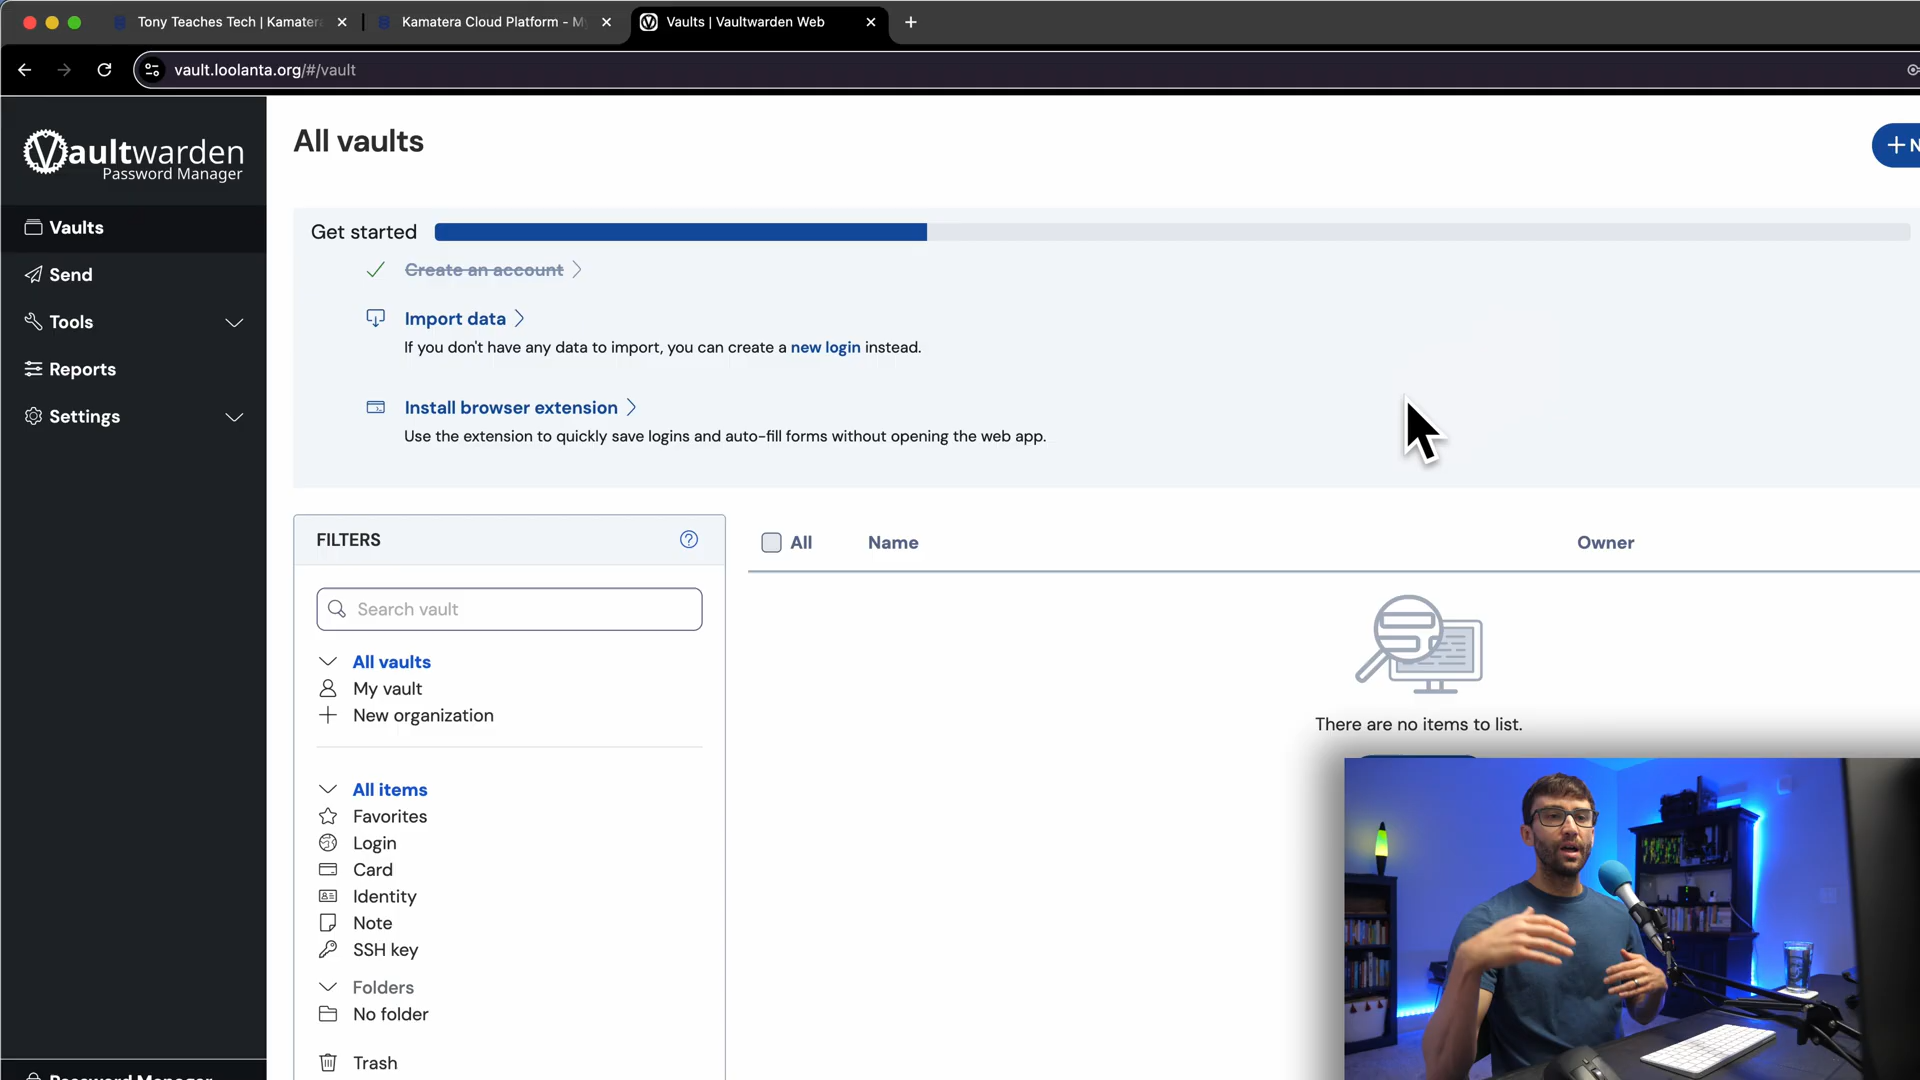 Tony Teaches Tech | Kamatera
Kamatera Cloud Platform - My
Vaults | Vaultwarden Web
vault.loolanta.org/#/vault
Vaultwarden
Password Manager
Vaults
Send
Tools
Reports
Settings
Password Manager
All vaults
N
Get started
Create an account
Import data
If you don't have any data to import, you can create a new login instead.
Install browser extension
Use the extension to quickly save logins and auto-fill forms without opening the web app.
FILTERS
Search vault
All vaults
My vault
New organization
All items
Favorites
Login
Card
Identity
Note
SSH key
Folders
No folder
Trash
All
Name
Owner
There are no items to list.